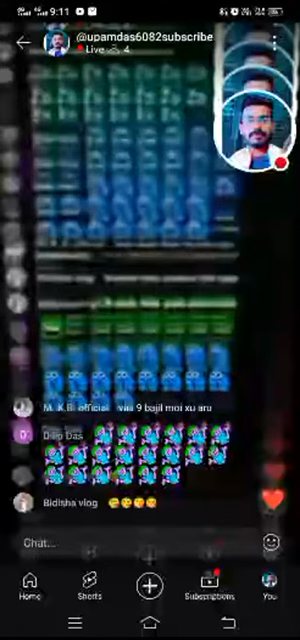 9:11
@upamdas6082subscribe
Live 4
M. K.B. official viu 9 bajil moi xu aru
Dilip Das
Bidisha vlog
Chat...
Home Shorts Subscriptions You